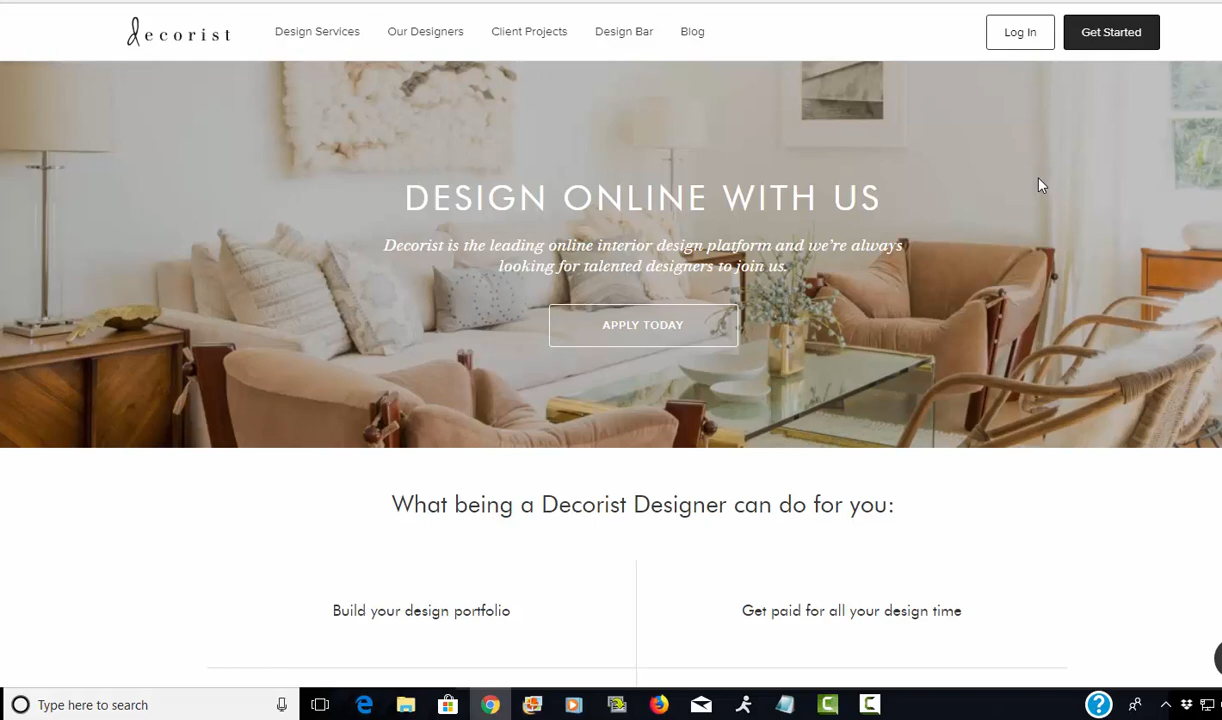 decorist
Design Services
Our Designers
Client Projects
Design Bar
Blog
Log In
Get Started
DESIGN ONLINE WITH US
Decorist is the leading online interior design platform and we're always
looking for talented designers to join us.
APPLY TODAY
What being a Decorist Designer can do for you:
Build your design portfolio
Get paid for all your design time
Type here to search